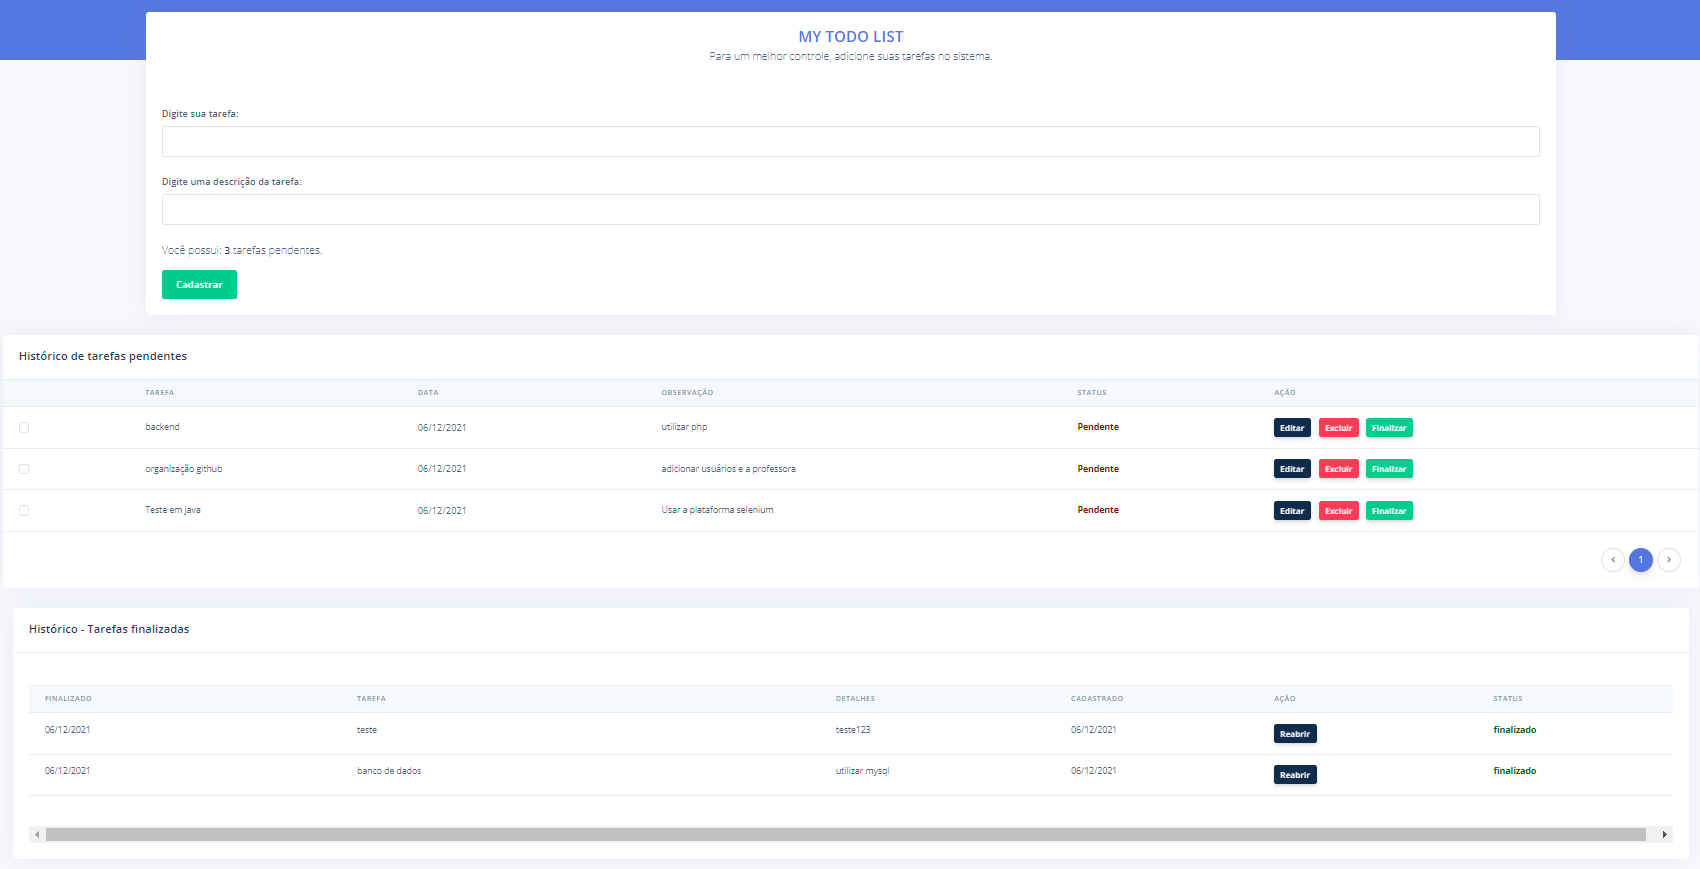 MY TODO LIST
Para um melhor controle, adicione suas tarefas no sistema.
Digite sua tarefa:
Digite uma descrição da tarefa:
Você possui: 3 tarefas pendentes.
Cadastrar
Histórico de tarefas pendentes
TAREFA DATA OBSERVAÇÃO STATUS AÇÃO
backend 06/12/2021 utilizar php Pendente Editar Excluir Finalizar
organização github 06/12/2021 adicionar usuários e a professora Pendente Editar Excluir Finalizar
Teste em java 06/12/2021 Usar a plataforma selenium Pendente Editar Excluir Finalizar
1
Histórico - Tarefas finalizadas
FINALIZADO TAREFA DETALHES CADASTRADO AÇÃO STATUS
06/12/2021 teste teste123 06/12/2021 Reabrir finalizado
06/12/2021 banco de dados utilizar mysql 06/12/2021 Reabrir finalizado